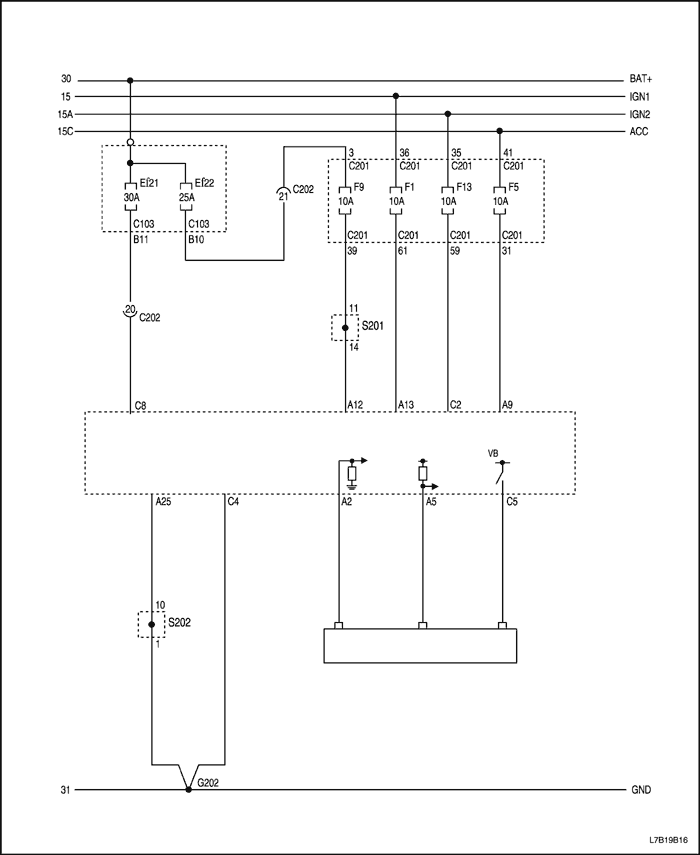 30 BAT+
15 IGN1
15A IGN2
15C ACC
3 36 35 41
C201 C201 C201 C201
C202
21
EF21 EF22 F9 F1 F13 F5
30A 25A 10A 10A 10A 10A
C103 C103 C201 C201 C201 C201
B11 B10 39 61 59 31
20
C202
11
S201
14
C8 A12 A13 C2 A9
VB
A25 C4 A2 A5 C5
10
S202
1
G202
31 GND
L7B19B16